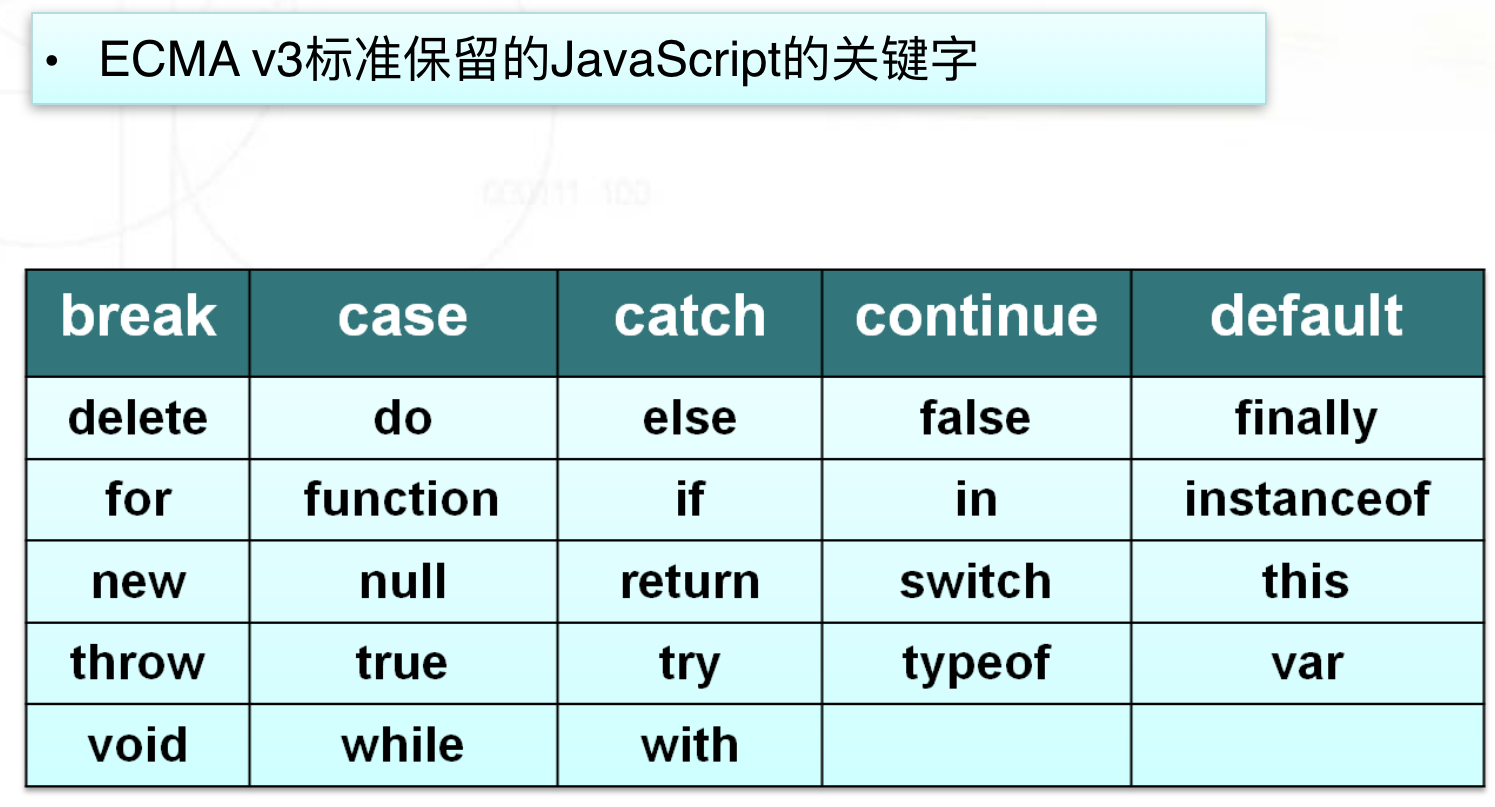 • ECMA v3标准保留的JavaScript的关键字
break case catch continue default
delete do else false finally
for function if in instanceof
new null return switch this
throw true try typeof var
void while with